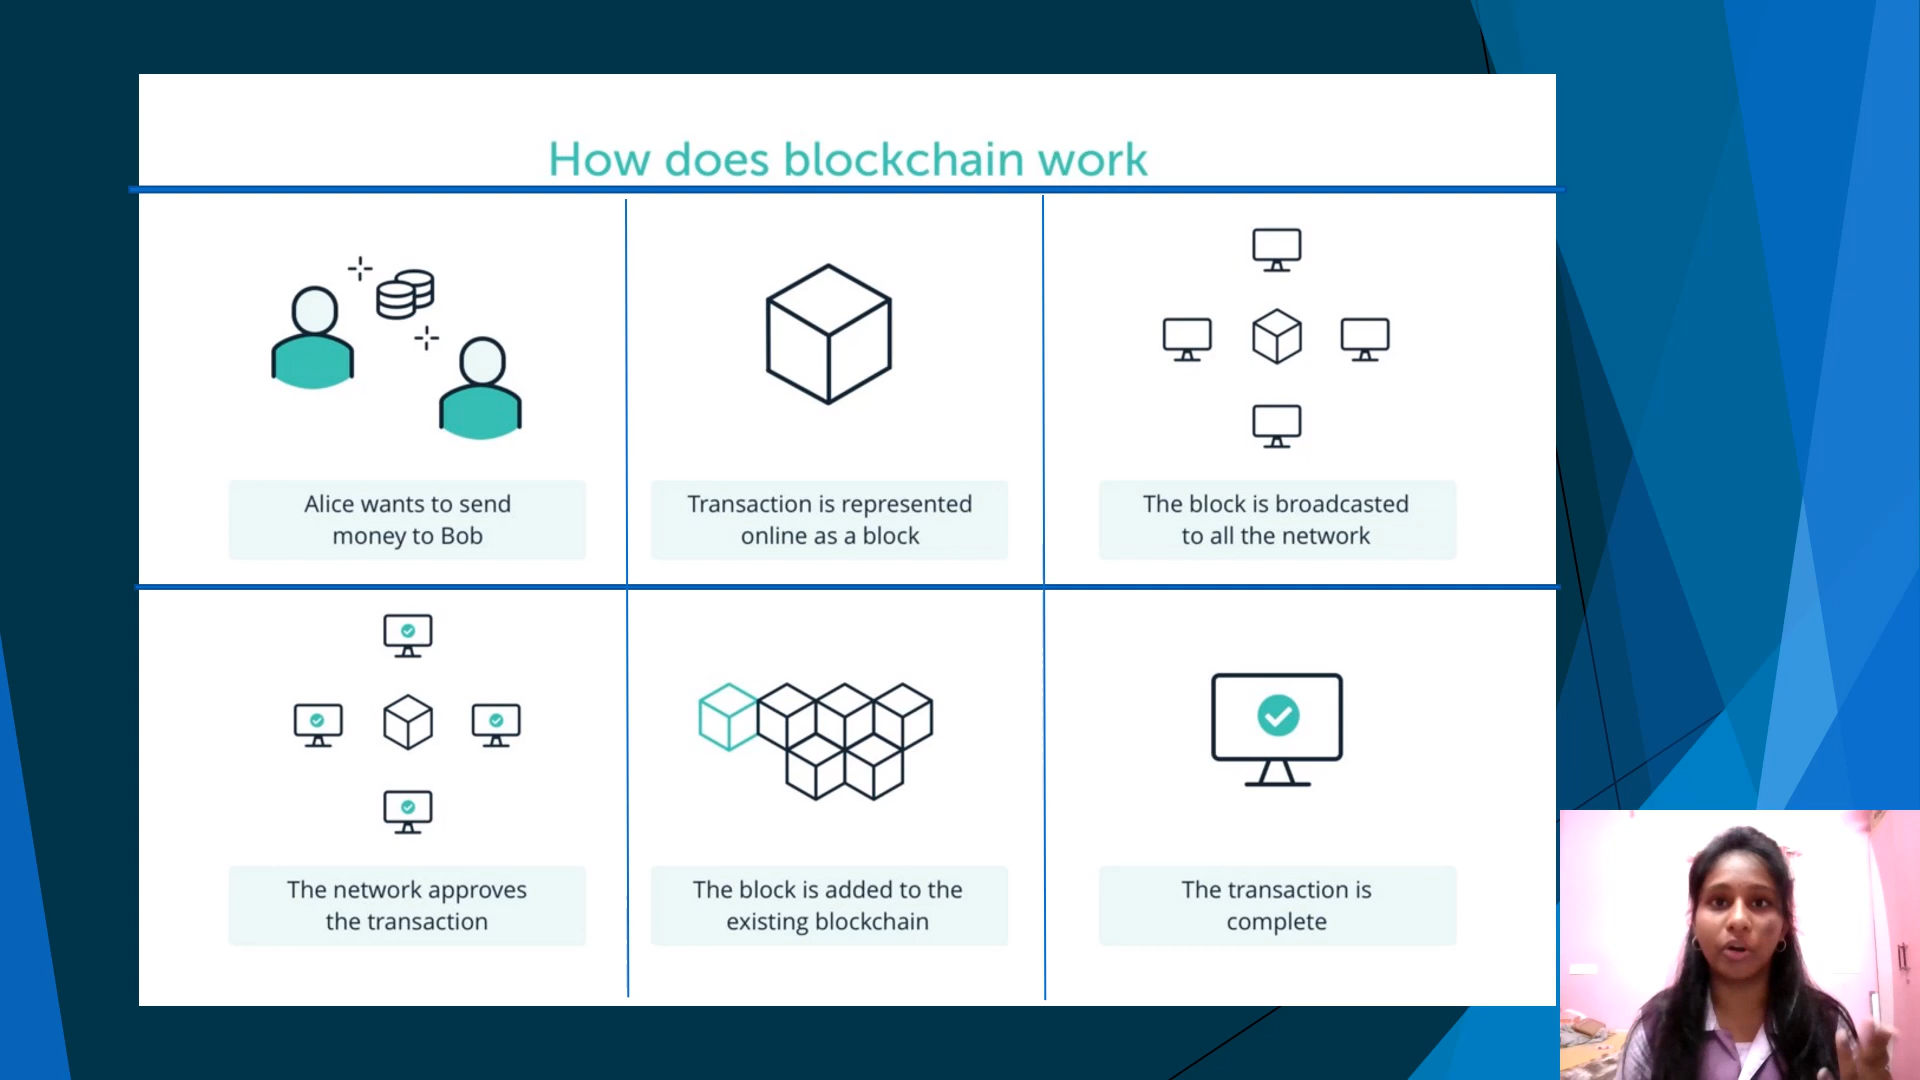 How does blockchain work
Alice wants to send
money to Bob
Transaction is represented
online as a block
The block is broadcasted
to all the network
The network approves
the transaction
The block is added to the
existing blockchain
The transaction is
complete